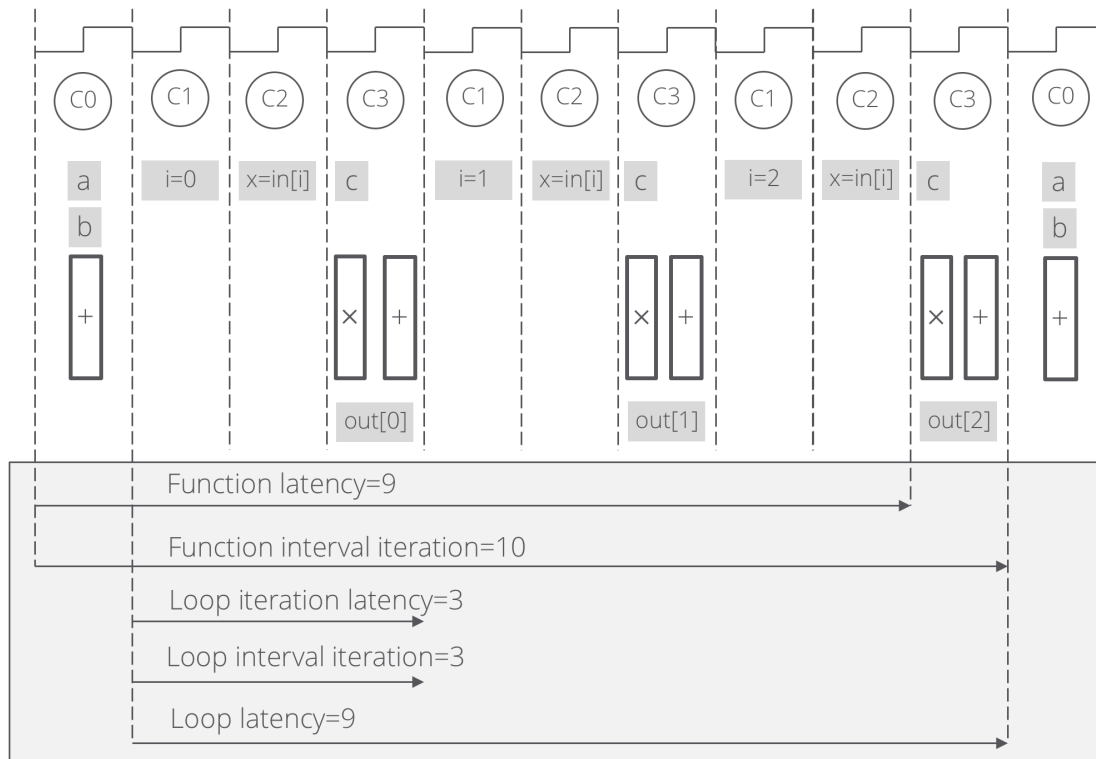 C0 C1 C2 C3 C1 C2 C3 C1 C2 C3 C0
a i=0 x=in[i] c i=1 x=in[i] c i=2 x=in[i] c a
b b
+ × + × + × + +
out[0] out[1] out[2]
Function latency=9
Function interval iteration=10
Loop iteration latency=3
Loop interval iteration=3
Loop latency=9